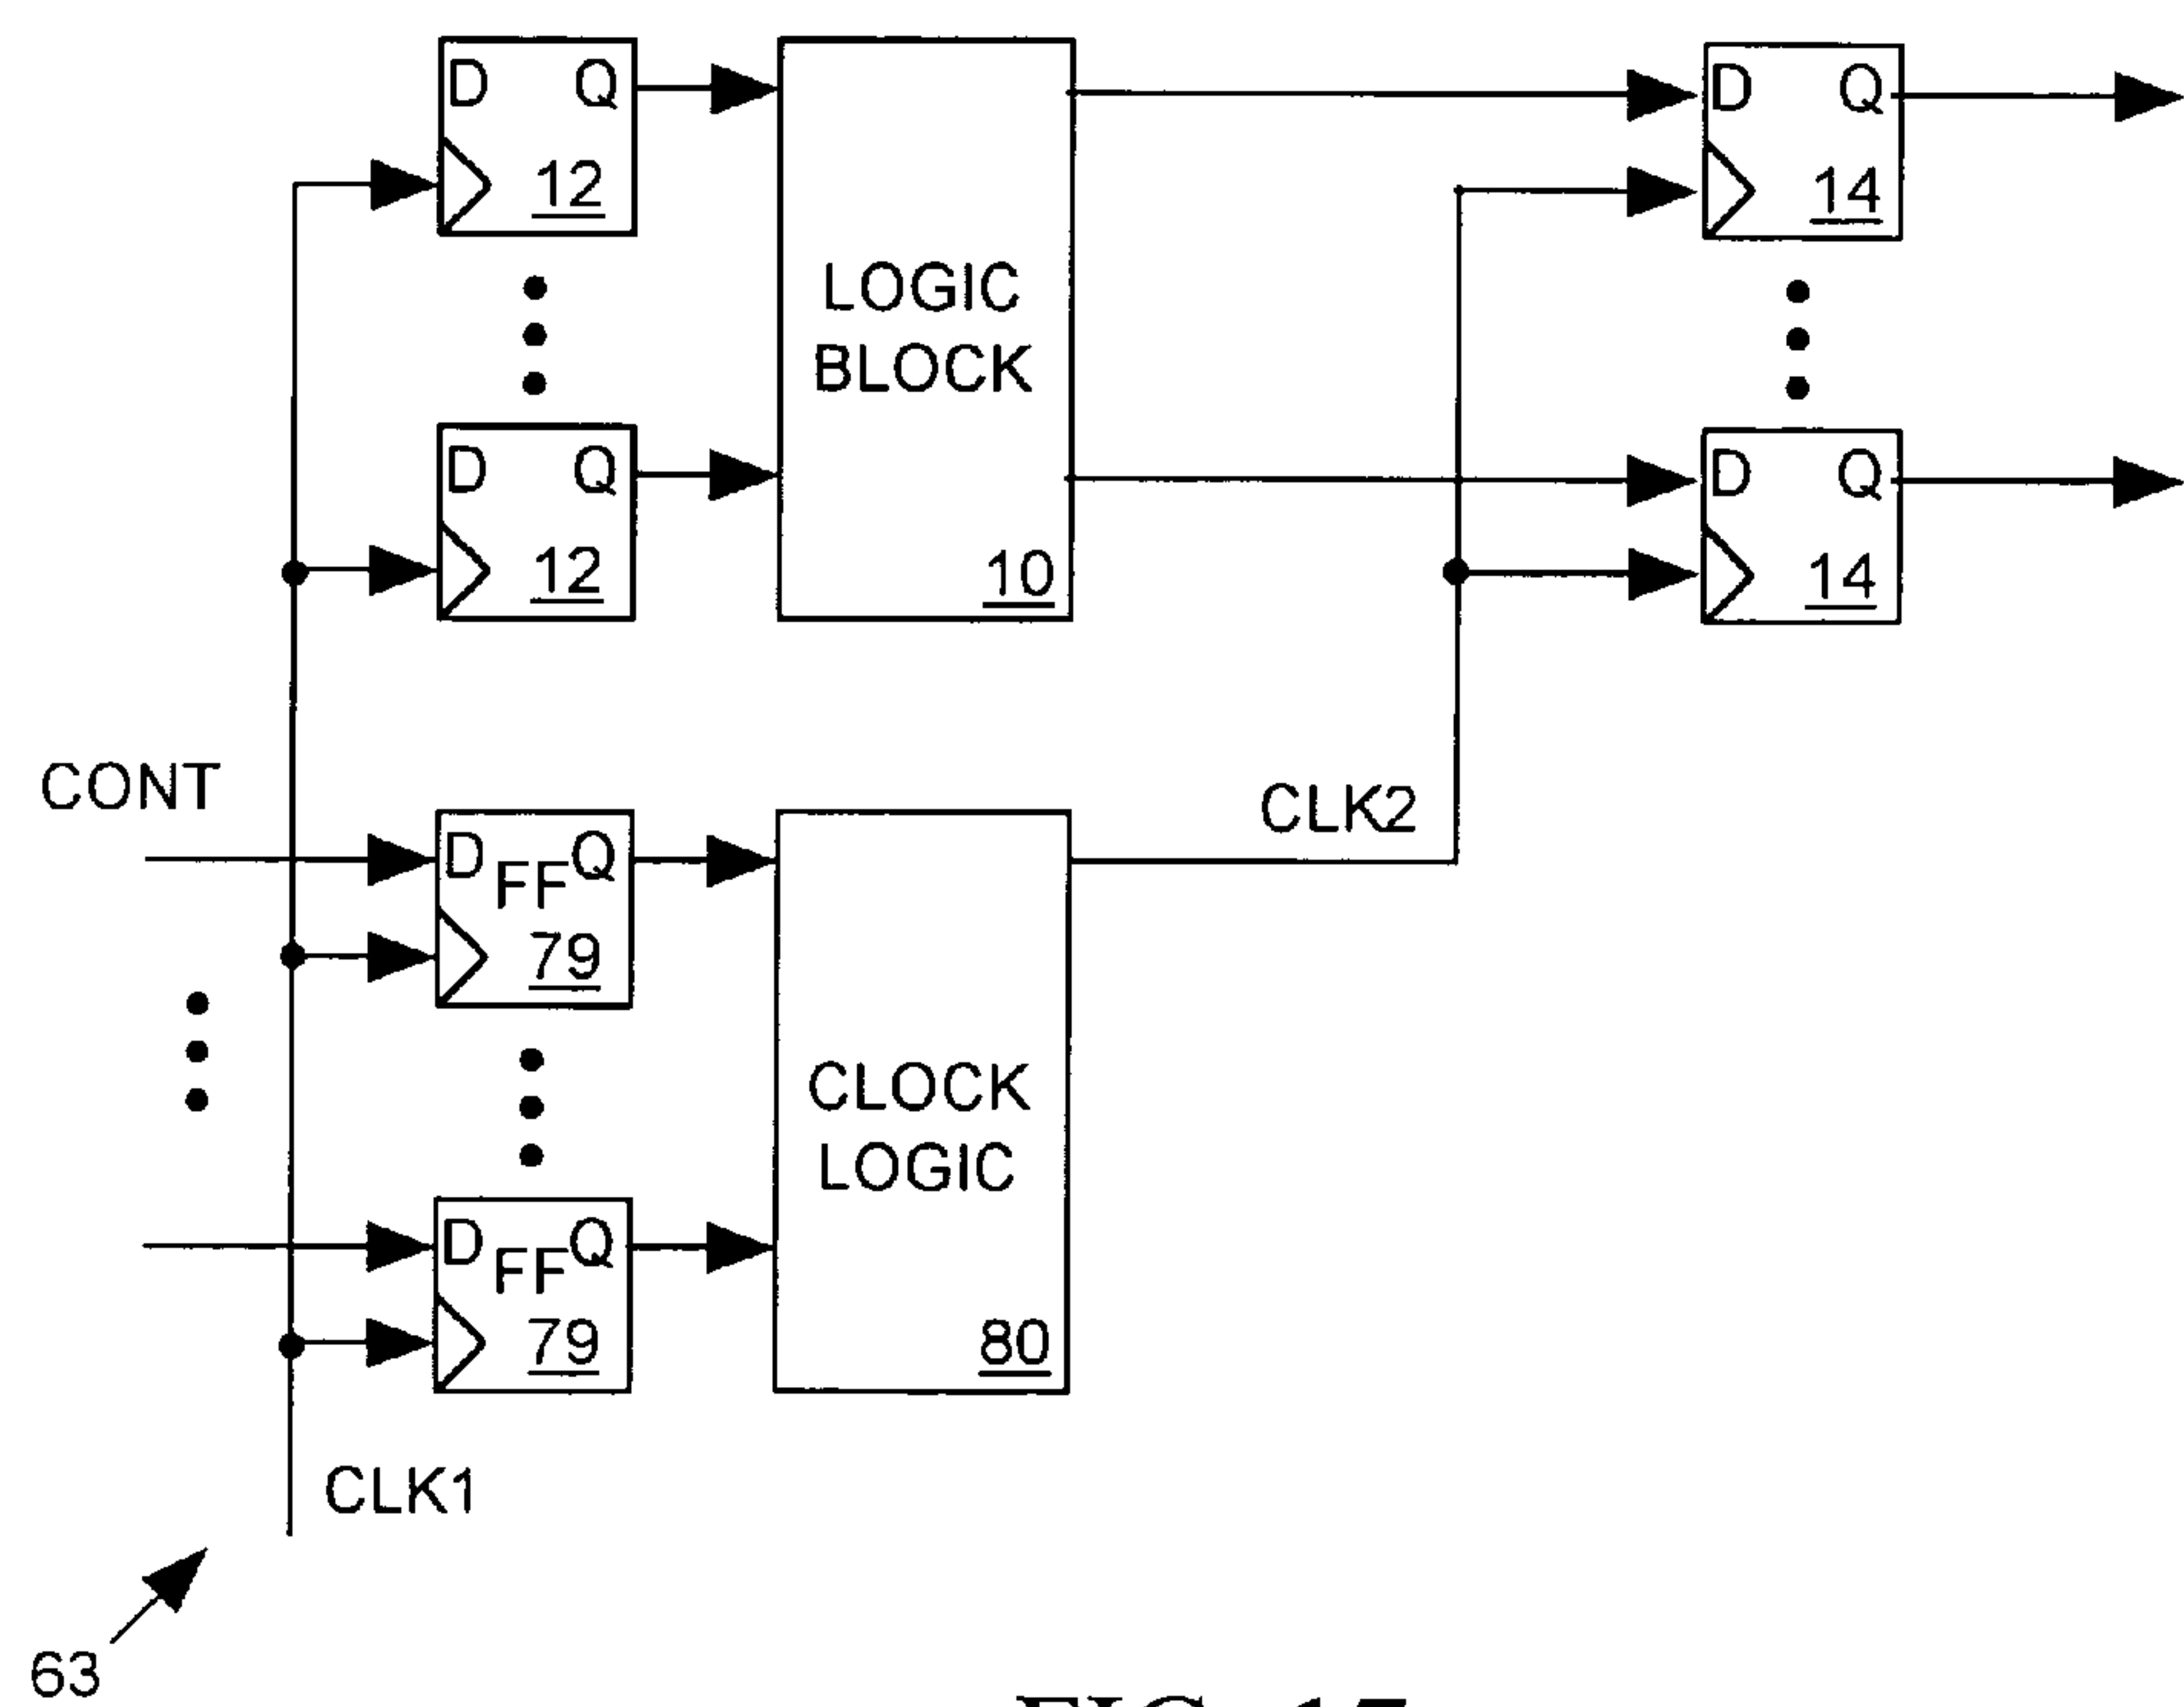 D Q
12
D Q
14
LOGIC
BLOCK
D Q
12
10
D Q
14
CONT
CLK2
D FF Q
79
CLOCK
LOGIC
D FF Q
79
80
CLK1
63